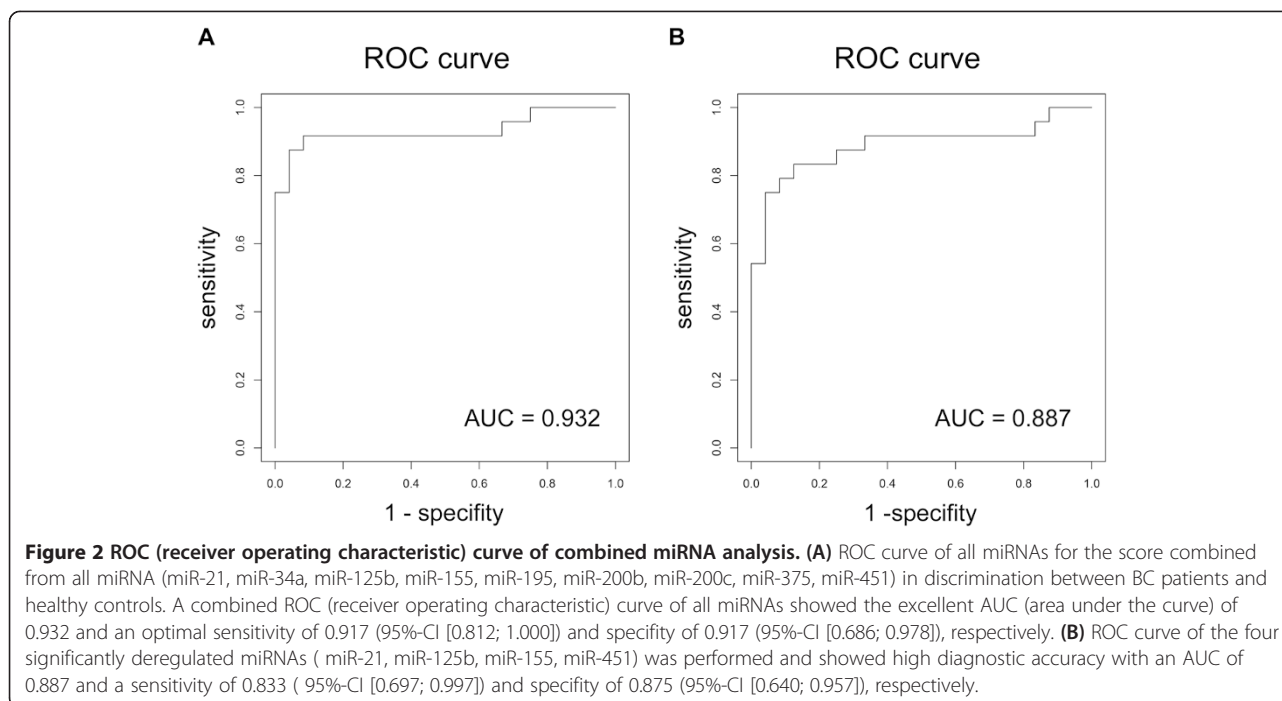 A
ROC curve
sensitivity
1.0
0.8
0.6
0.4
0.2
0.0
AUC = 0.932
0.0 0.2 0.4 0.6 0.8 1.0
1 - specifity
B
ROC curve
sensitivity
1.0
0.8
0.6
0.4
0.2
0.0
AUC = 0.887
0.0 0.2 0.4 0.6 0.8 1.0
1 -specifity
Figure 2 ROC (receiver operating characteristic) curve of combined miRNA analysis. (A) ROC curve of all miRNAs for the score combined
from all miRNA (miR-21, miR-34a, miR-125b, miR-155, miR-195, miR-200b, miR-200c, miR-375, miR-451) in discrimination between BC patients and
healthy controls. A combined ROC (receiver operating characteristic) curve of all miRNAs showed the excellent AUC (area under the curve) of
0.932 and an optimal sensitivity of 0.917 (95%-CI [0.812; 1.000]) and specifity of 0.917 (95%-CI [0.686; 0.978]), respectively. (B) ROC curve of the four
significantly deregulated miRNAs ( miR-21, miR-125b, miR-155, miR-451) was performed and showed high diagnostic accuracy with an AUC of
0.887 and a sensitivity of 0.833 ( 95%-CI [0.697; 0.997]) and specifity of 0.875 (95%-CI [0.640; 0.957]), respectively.